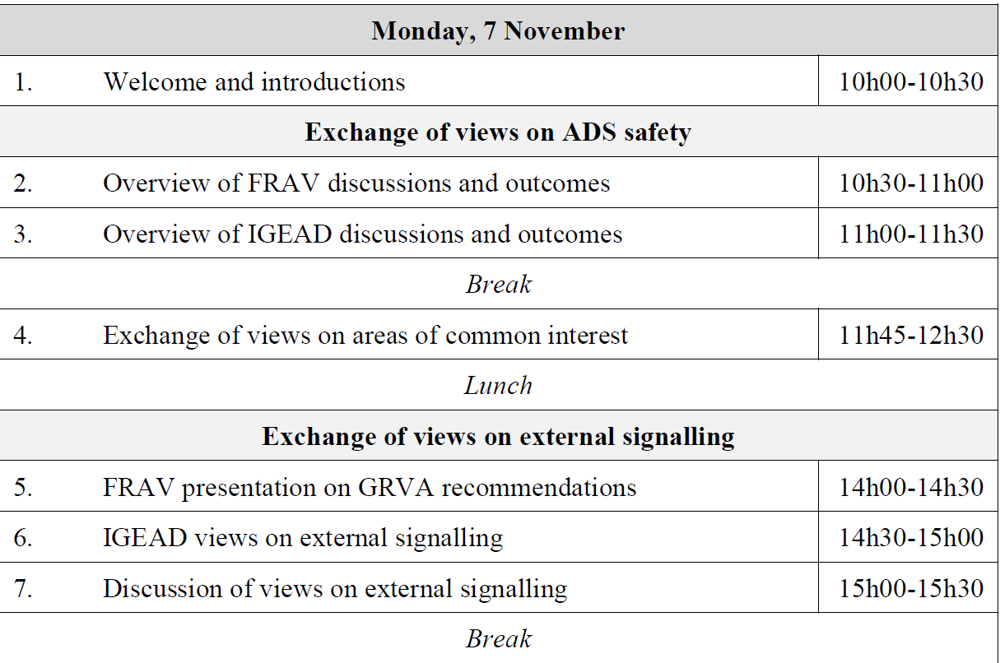 Monday, 7 November
1. Welcome and introductions 10h00-10h30
Exchange of views on ADS safety
2. Overview of FRAV discussions and outcomes 10h30-11h00
3. Overview of IGEAD discussions and outcomes 11h00-11h30
Break
4. Exchange of views on areas of common interest 11h45-12h30
Lunch
Exchange of views on external signalling
5. FRAV presentation on GRVA recommendations 14h00-14h30
6. IGEAD views on external signalling 14h30-15h00
7. Discussion of views on external signalling 15h00-15h30
Break